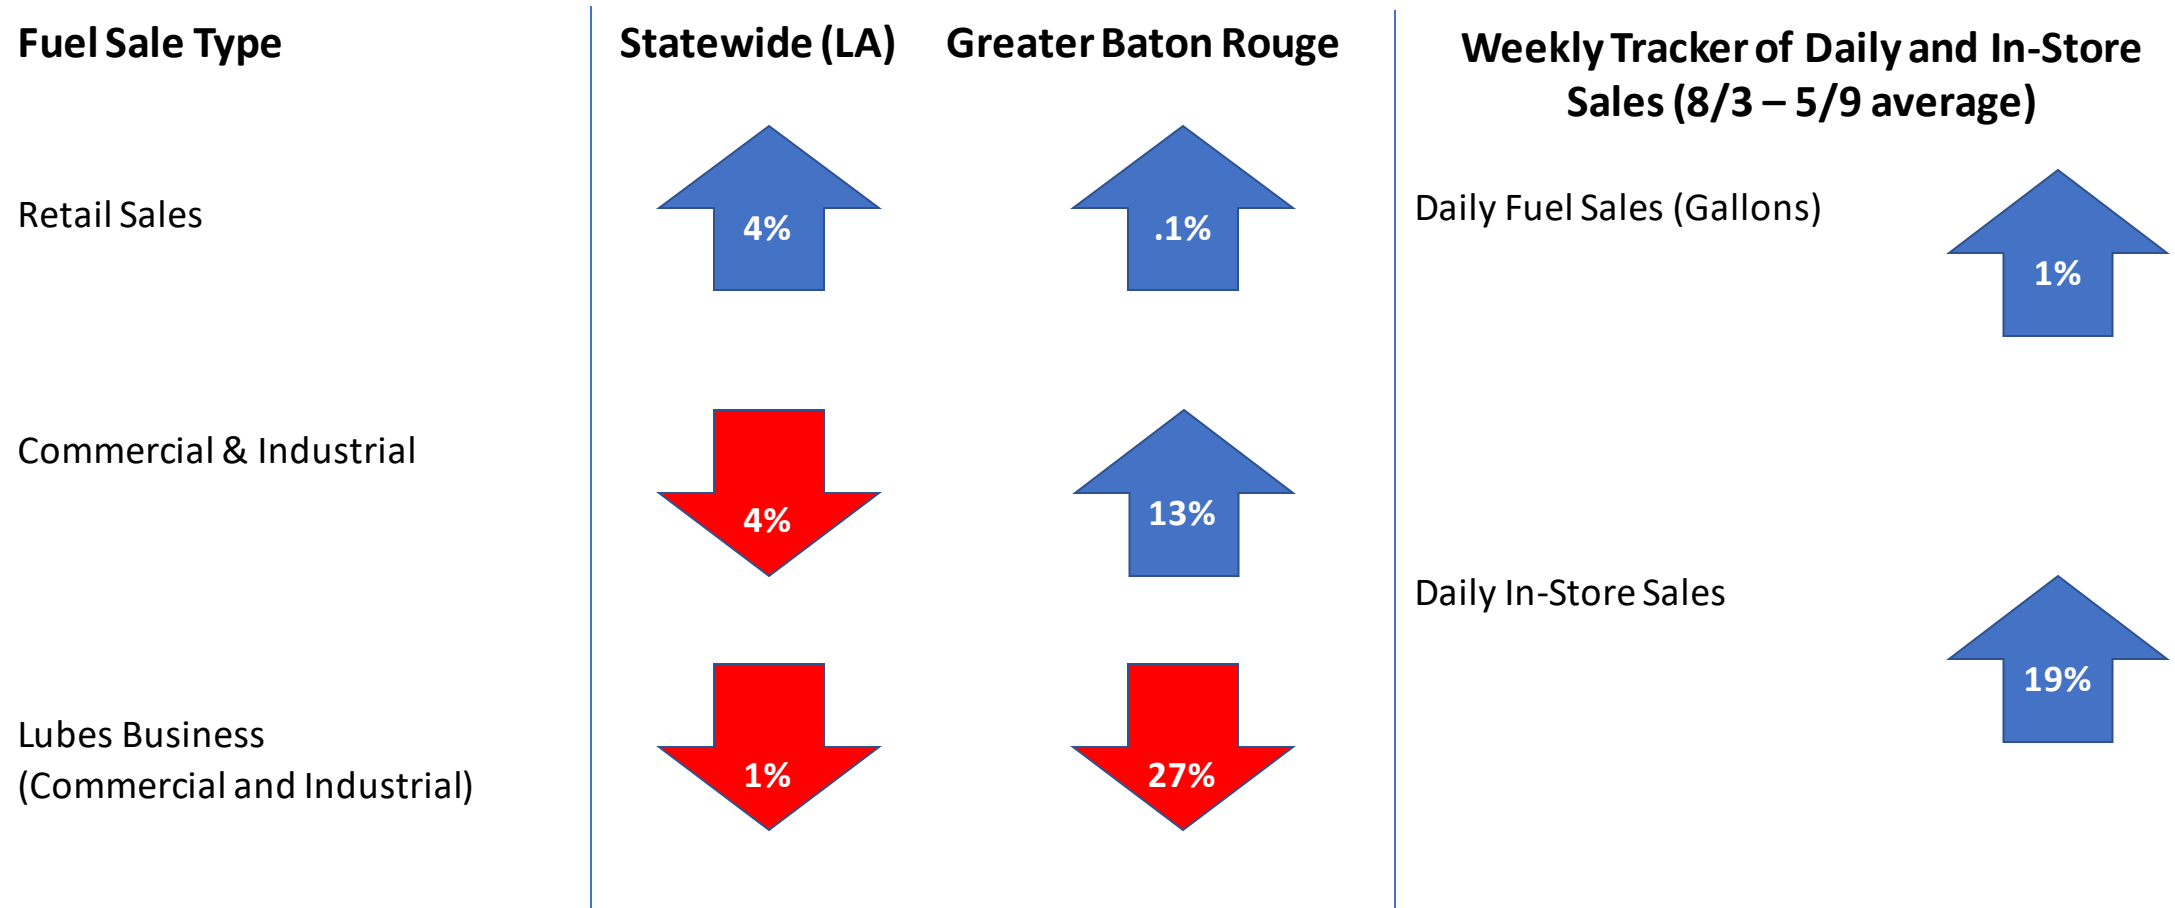 Fuel Sale Type
Statewide (LA)
Greater Baton Rouge
Weekly Tracker of Daily and In-Store
Sales (8/3 – 5/9 average)
Retail Sales
4%
.1%
Daily Fuel Sales (Gallons)
1%
Commercial & Industrial
4%
13%
Daily In-Store Sales
19%
Lubes Business
(Commercial and Industrial)
1%
27%